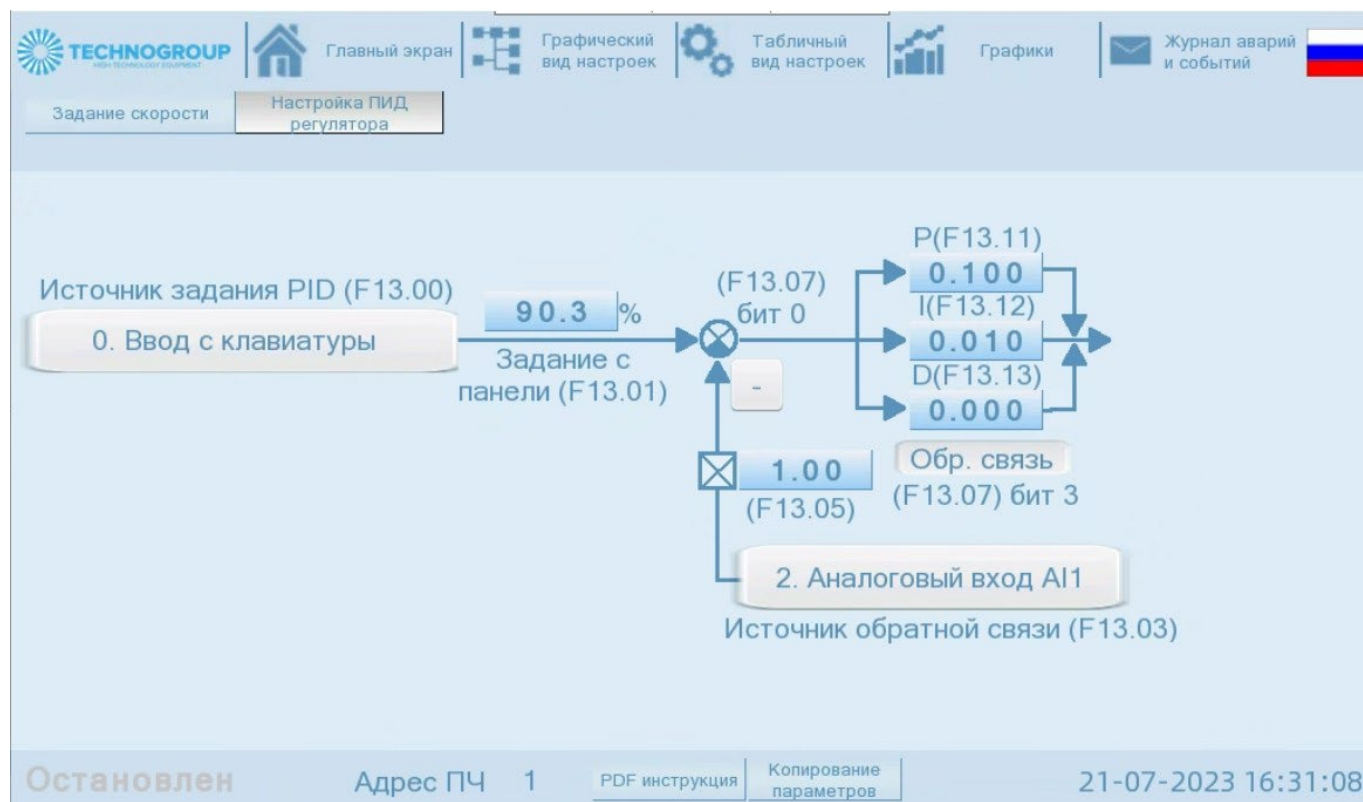 TECHNOGROUP
HIGH-TECHNOLOGY EQUIPMENT
Главный экран
Графический
вид настроек
Табличный
вид настроек
Графики
Журнал аварий
и событий
Задание скорости
Настройка ПИД
регулятора
Источник задания PID (F13.00)
0. Ввод с клавиатуры
90.3 %
Задание с
панели (F13.01)
(F13.07)
бит 0
-
P(F13.11)
0.100
I(F13.12)
0.010
D(F13.13)
0.000
1.00
(F13.05)
Обр. связь
(F13.07) бит 3
2. Аналоговый вход AI1
Источник обратной связи (F13.03)
Остановлен
Адрес ПЧ 1
PDF инструкция
Копирование
параметров
21-07-2023 16:31:08